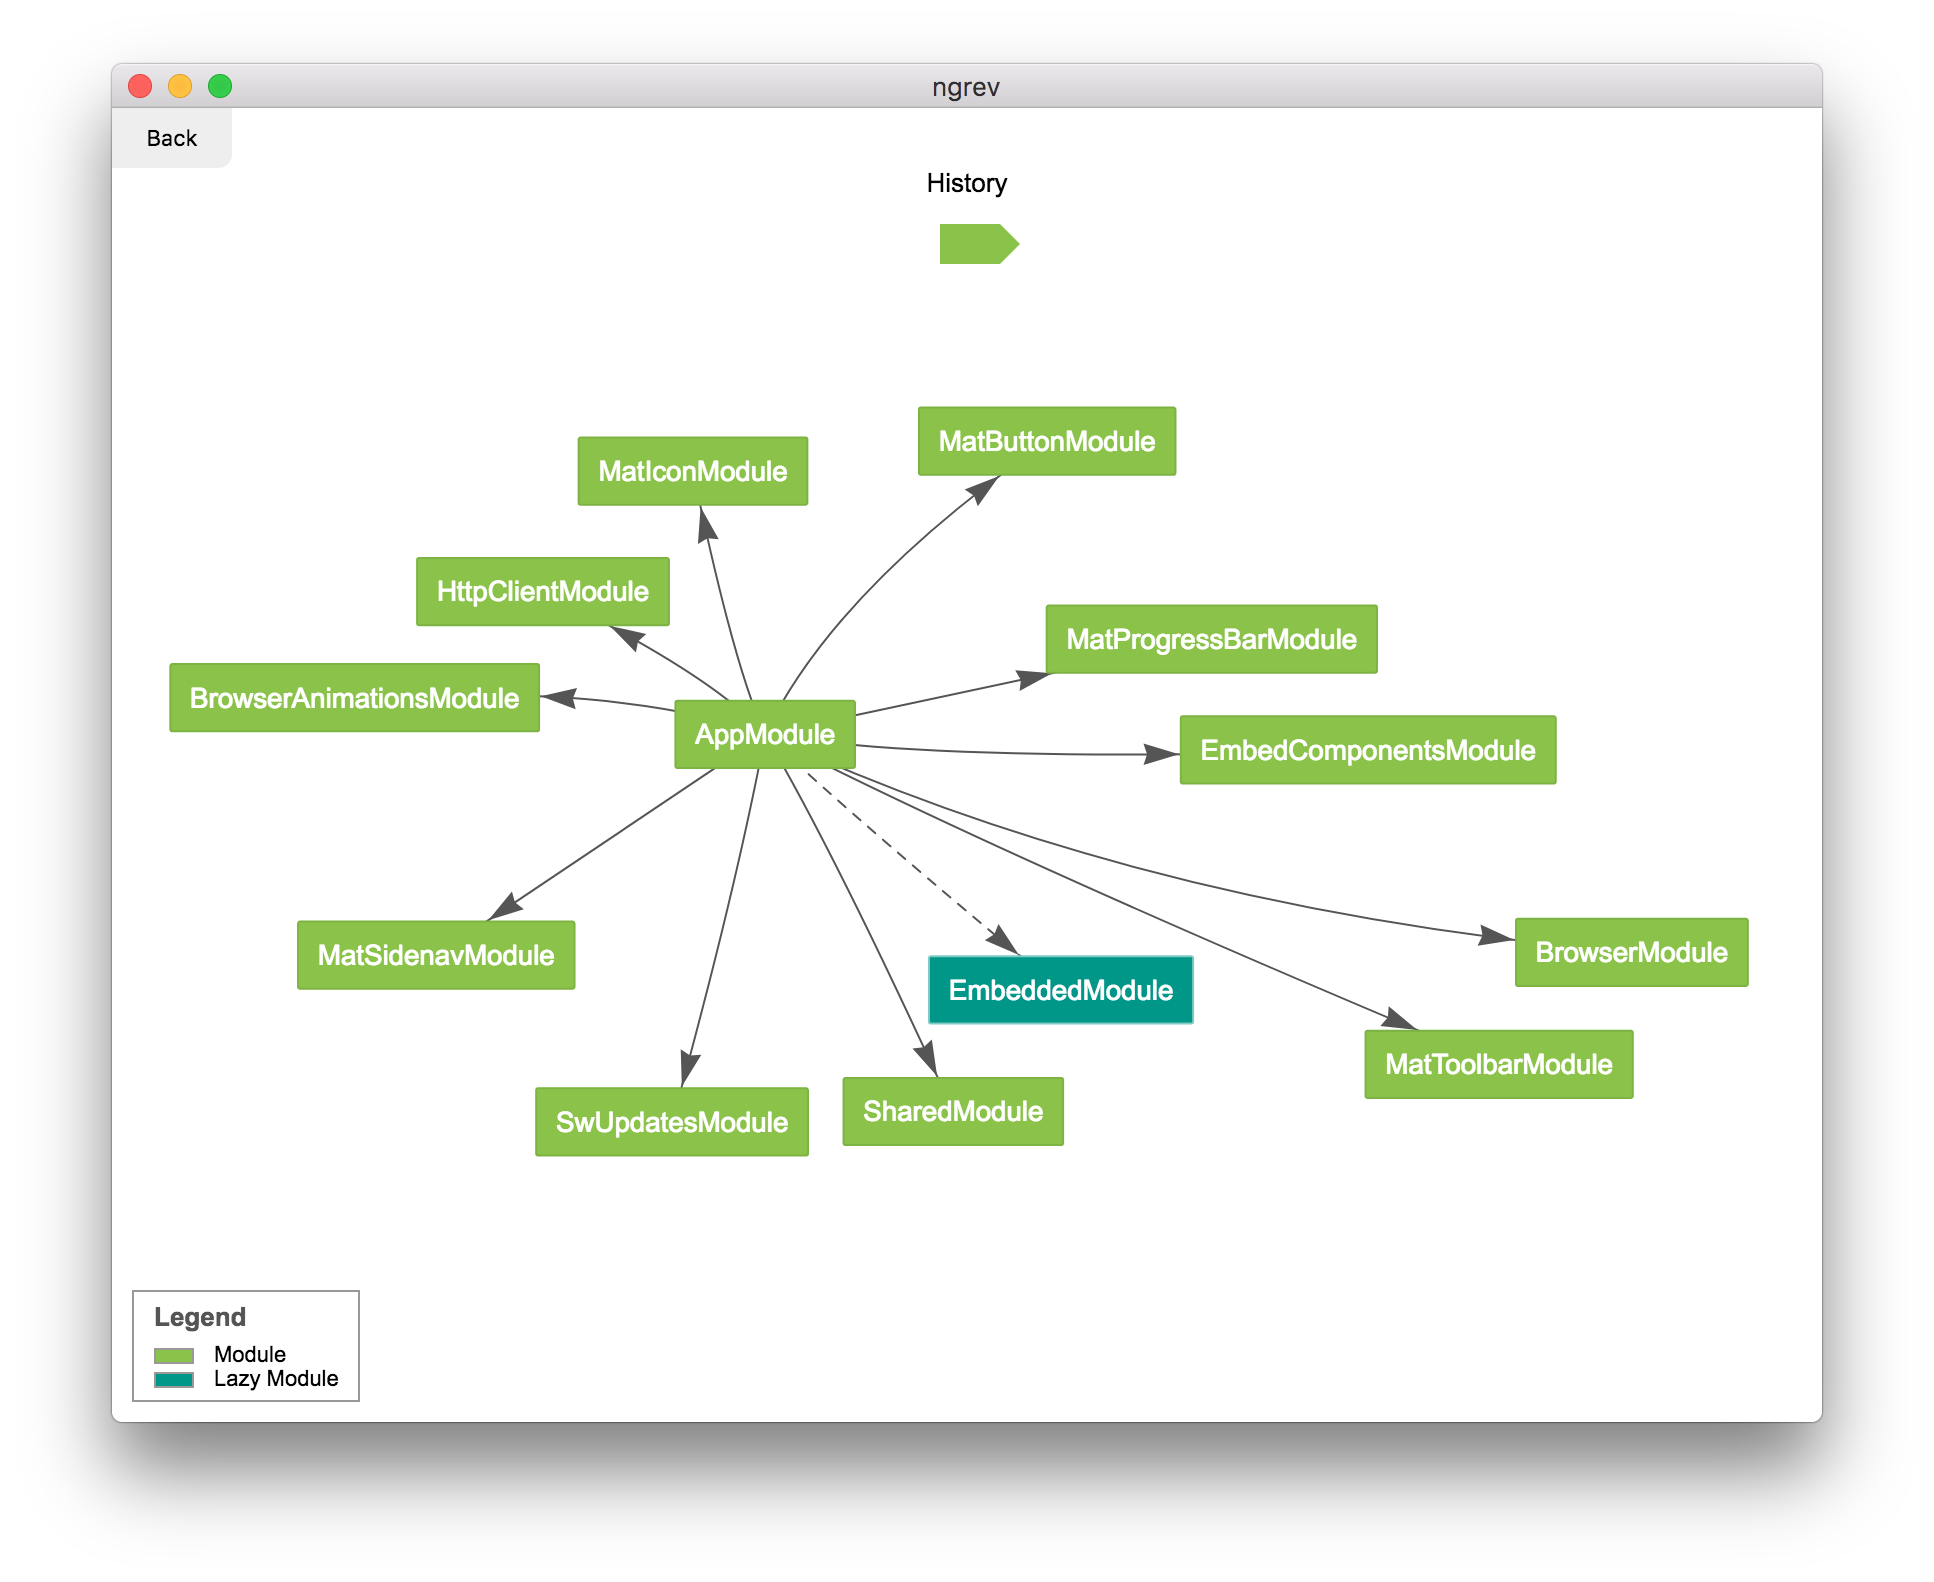 ngrev
Back
History
MatButtonModule
MatIconModule
HttpClientModule
MatProgressBarModule
BrowserAnimationsModule
AppModule
EmbedComponentsModule
MatSidenavModule
BrowserModule
EmbeddedModule
MatToolbarModule
SwUpdatesModule
SharedModule
Legend
Module
Lazy Module